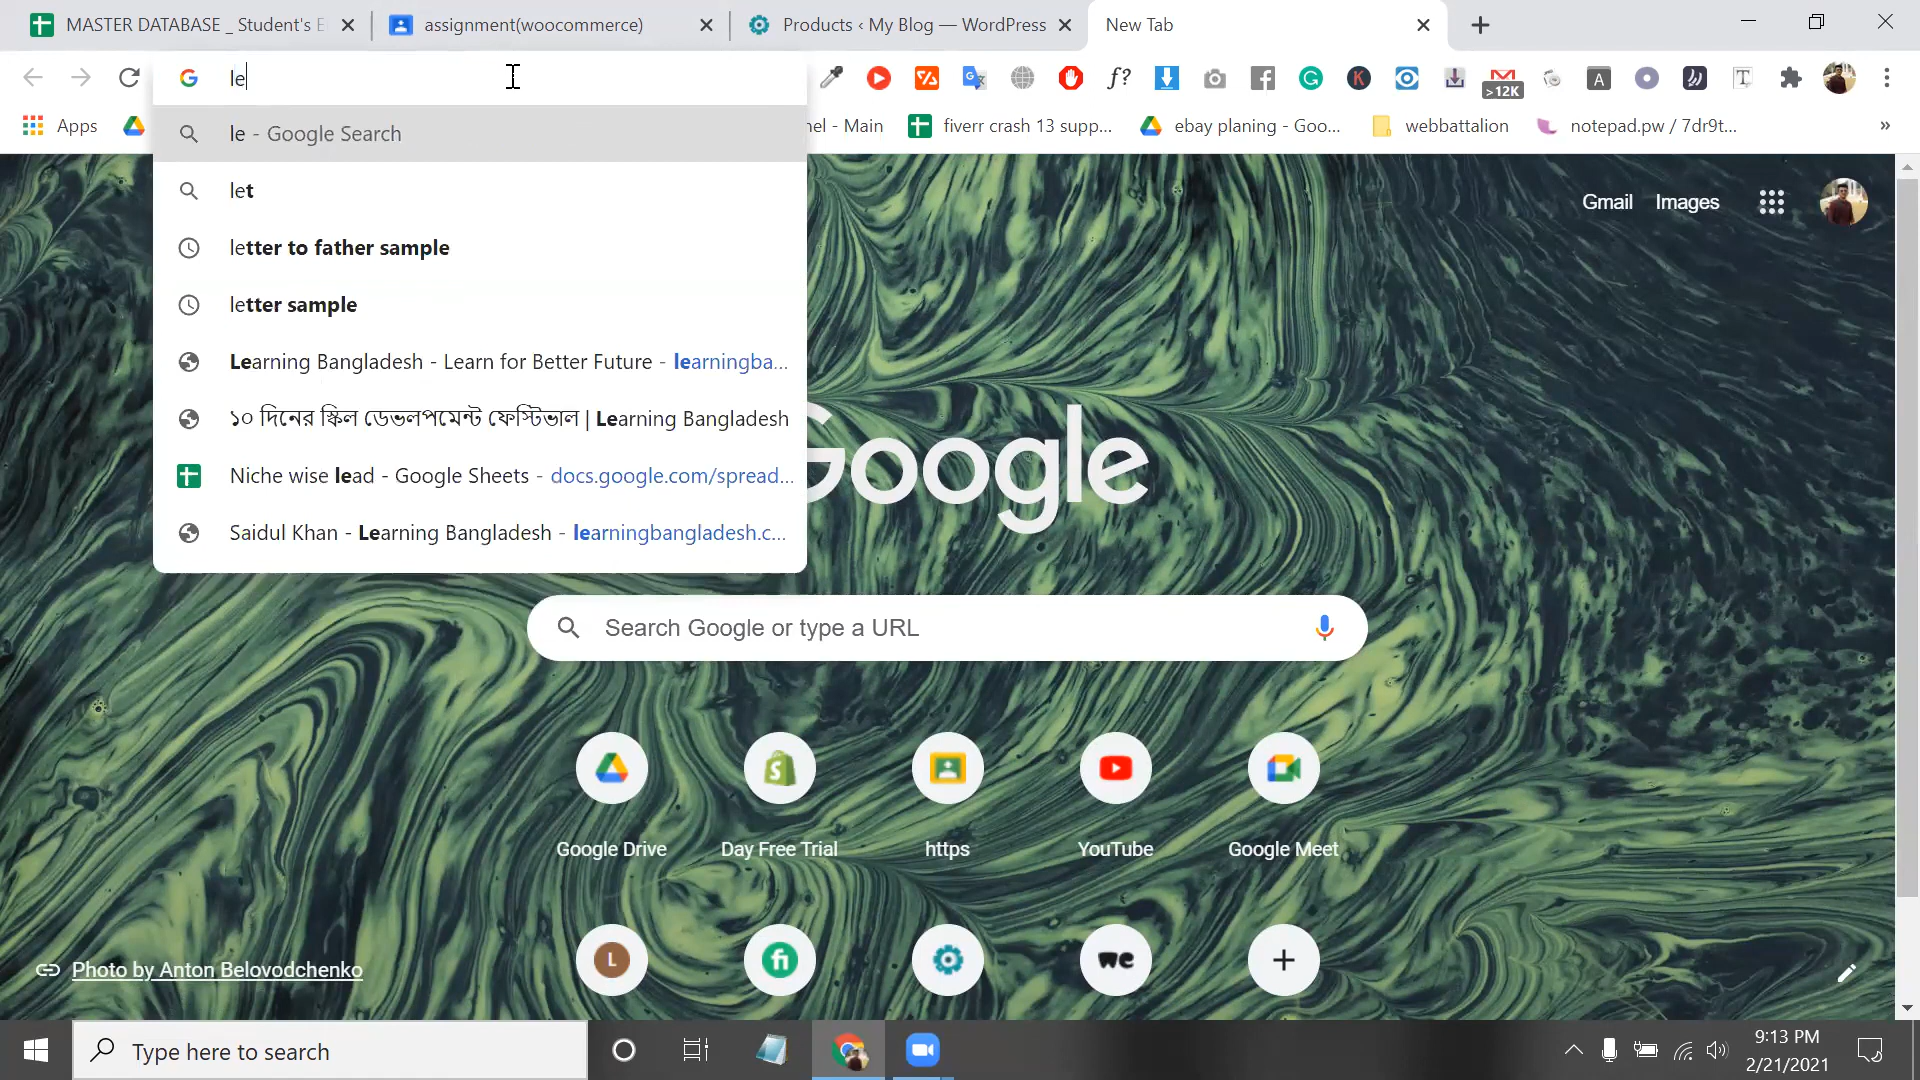 MASTER DATABASE _ Student's E
assignment(woocommerce)
Products ‹ My Blog — WordPress
New Tab
le
f?
K
A
T
>12K
Apps
nel - Main
fiverr crash 13 supp...
ebay planing - Goo...
webbattalion
notepad.pw / 7dr9t...
»
le - Google Search
let
letter to father sample
letter sample
Learning Bangladesh - Learn for Better Future - learningba...
১০ দিনের স্কিল ডেভলপমেন্ট ফেস্টিভাল | Learning Bangladesh
Niche wise lead - Google Sheets - docs.google.com/spread...
Saidul Khan - Learning Bangladesh - learningbangladesh.c...
Gmail
Images
Google
Search Google or type a URL
Google Drive
Day Free Trial
https
YouTube
Google Meet
L
fi
we
Photo by Anton Belovodchenko
Type here to search
9:13 PM
2/21/2021